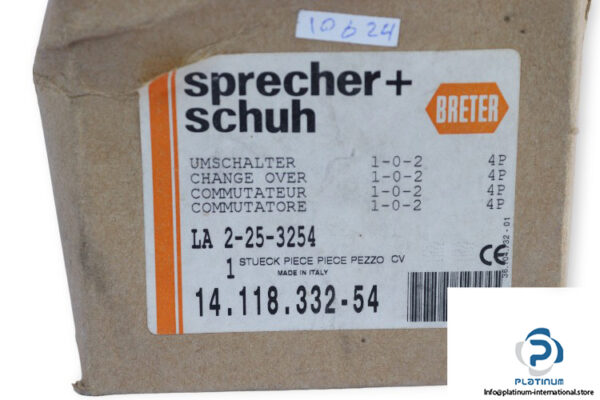 10624
sprecher+
schuh
BRETER
UMSCHALTER 1-0-2 4P
CHANGE OVER 1-0-2 4P
COMMUTATEUR 1-0-2 4P
COMMUTATORE 1-0-2 4P
LA 2-25-3254
1 STUECK PIECE PIECE PEZZO CV
MADE IN ITALY
CE
14.118.332-54
PLATINUM
Info@platinum-international.store